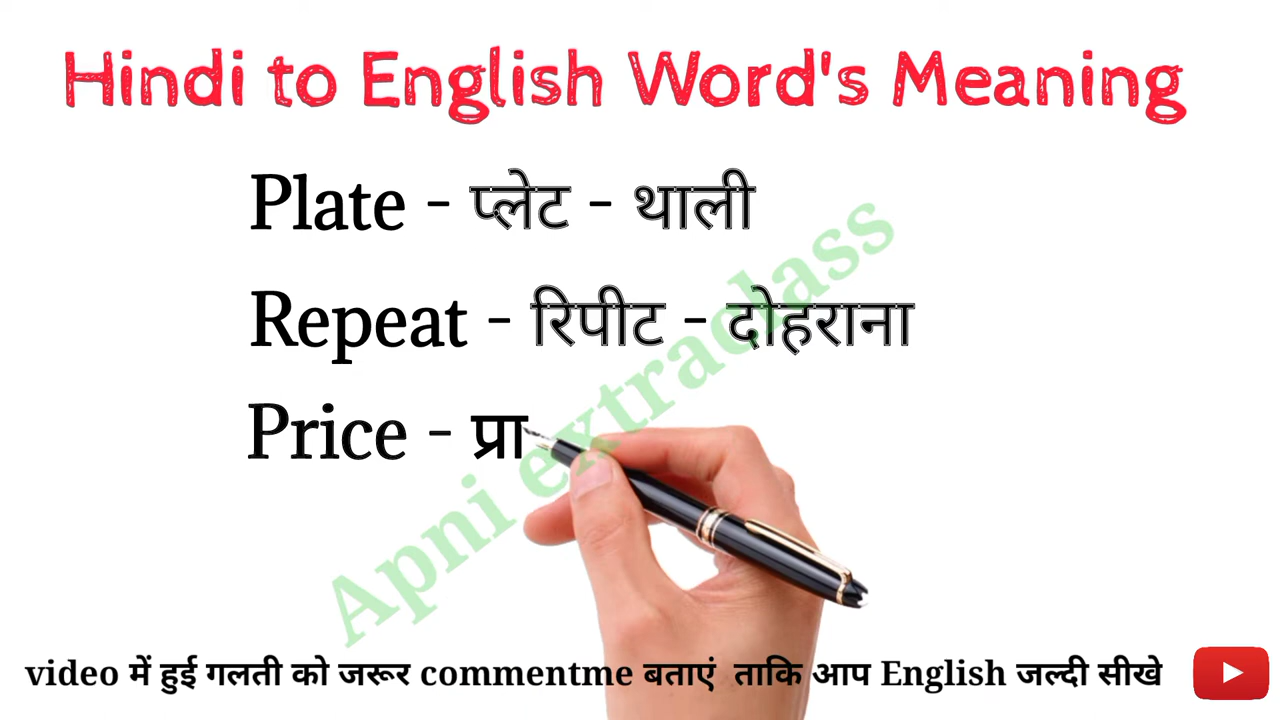 Hindi to English Word's Meaning
Plate - प्लेट - थाली
Repeat - रिपीट - दोहराना
Price - प्रा
Apni extraclass
video में हुई गलती को जरूर commentme बताएं ताकि आप English जल्दी सीखे